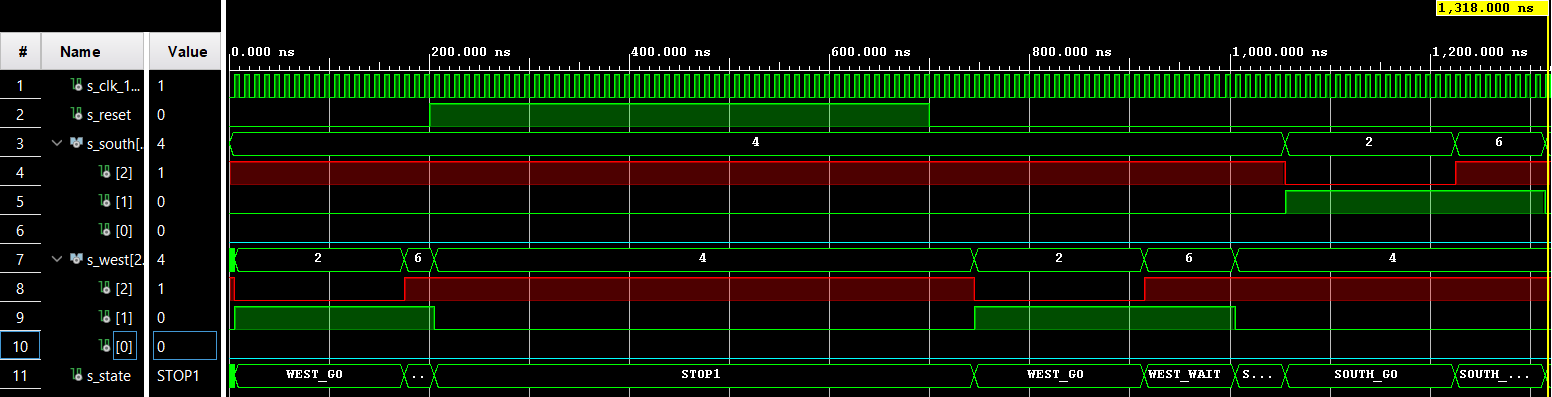 1,318.000 ns
# Name Value 0.000 ns 200.000 ns 400.000 ns 600.000 ns 800.000 ns 1,000.000 ns 1,200.000 ns
1 s_clk_1... 1
2 s_reset 0
3 s_south[.. 4 4 2 6
4 [2] 1
5 [1] 0
6 [0] 0
7 s_west[2.. 4 2 6 4 2 6 4
8 [2] 1
9 [1] 0
10 [0] 0
11 s_state STOP1 WEST_GO .. STOP1 WEST_GO WEST_WAIT S... SOUTH_GO SOUTH_...